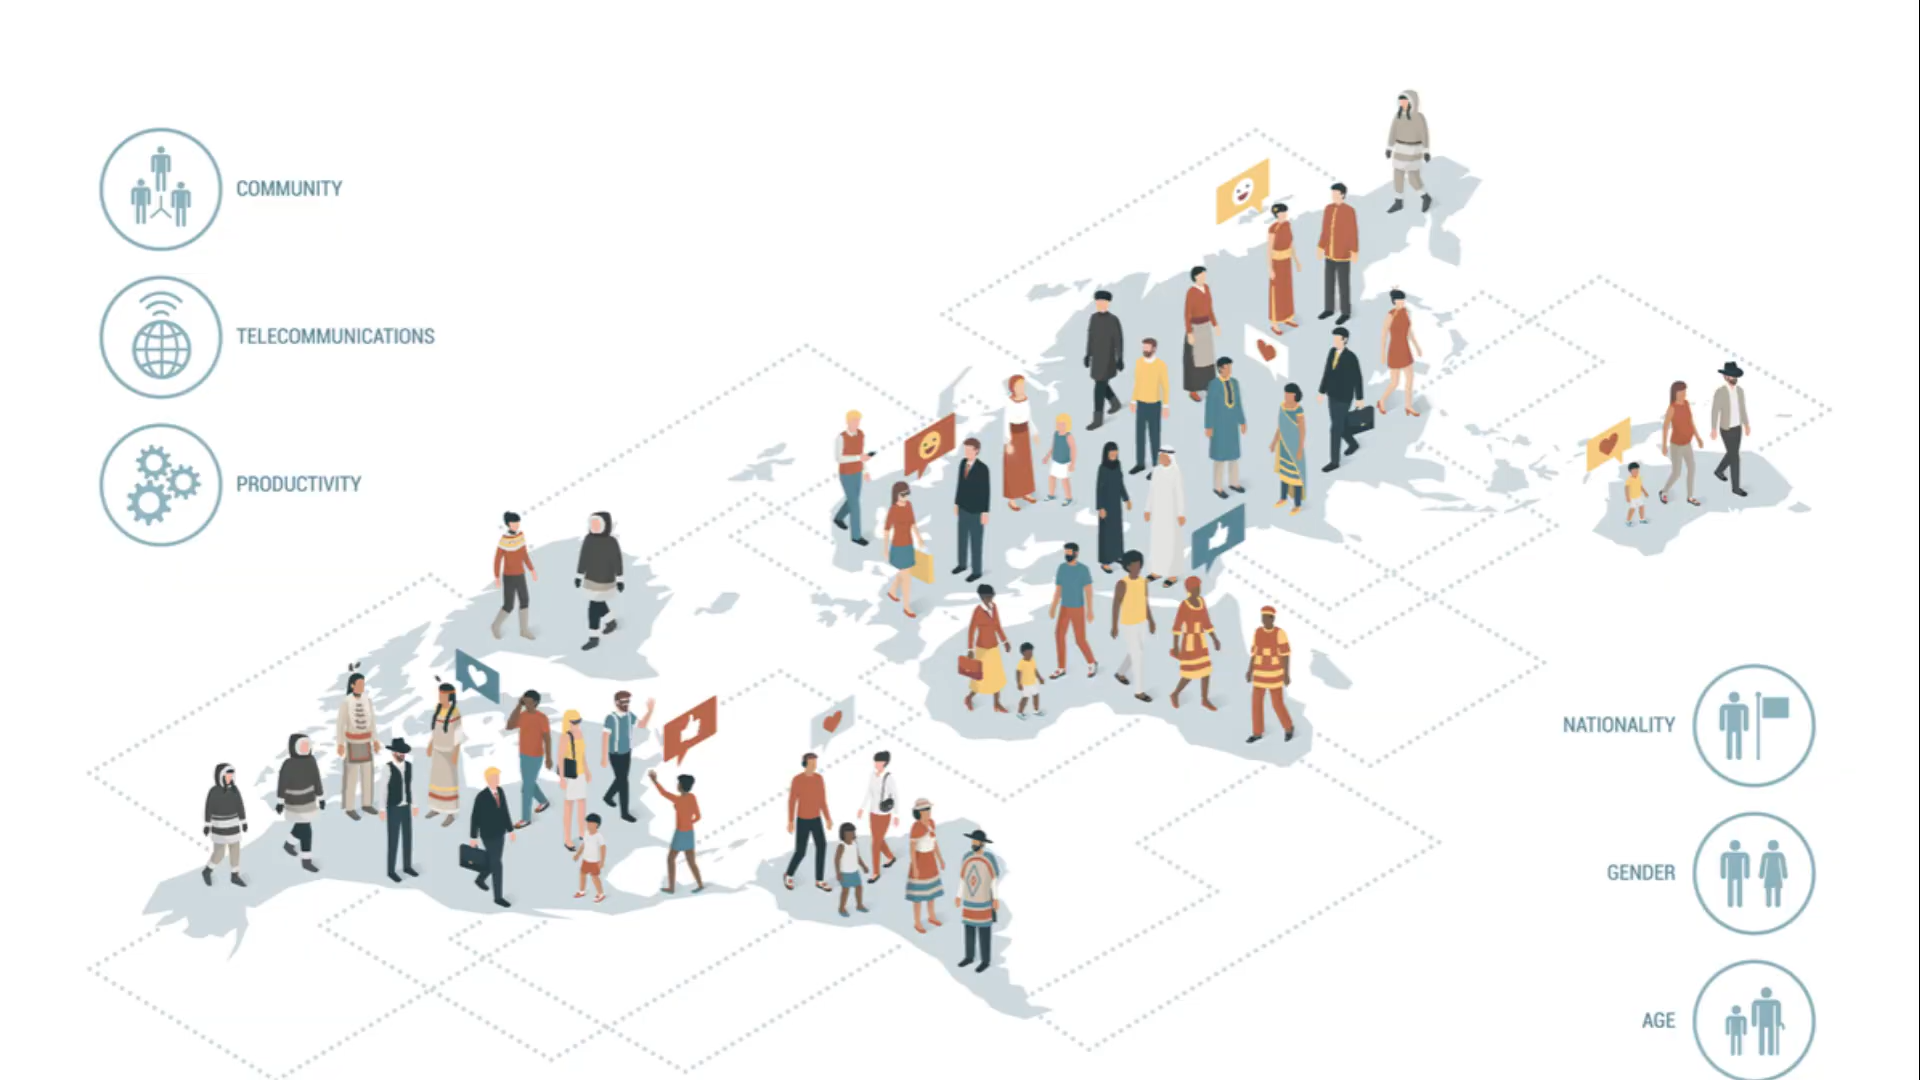 COMMUNITY
TELECOMMUNICATIONS
PRODUCTIVITY
NATIONALITY
GENDER
AGE